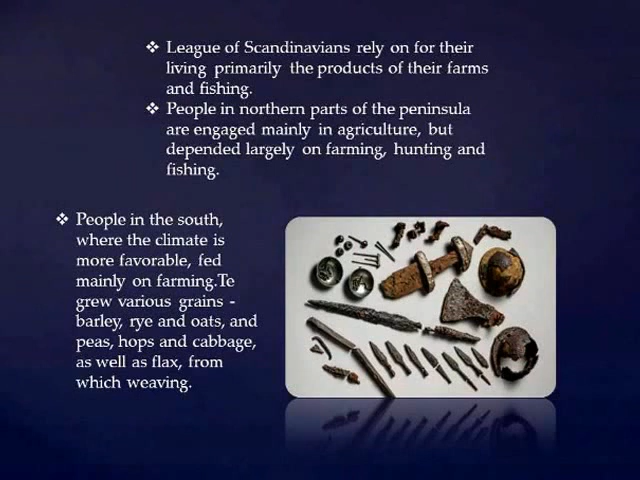 ❖ League of Scandinavians rely on for their
living primarily the products of their farms
and fishing.
❖ People in northern parts of the peninsula
are engaged mainly in agriculture, but
depended largely on farming, hunting and
fishing.
❖ People in the south,
where the climate is
more favorable, fed
mainly on farming.Te
grew various grains -
barley, rye and oats, and
peas, hops and cabbage,
as well as flax, from
which weaving.